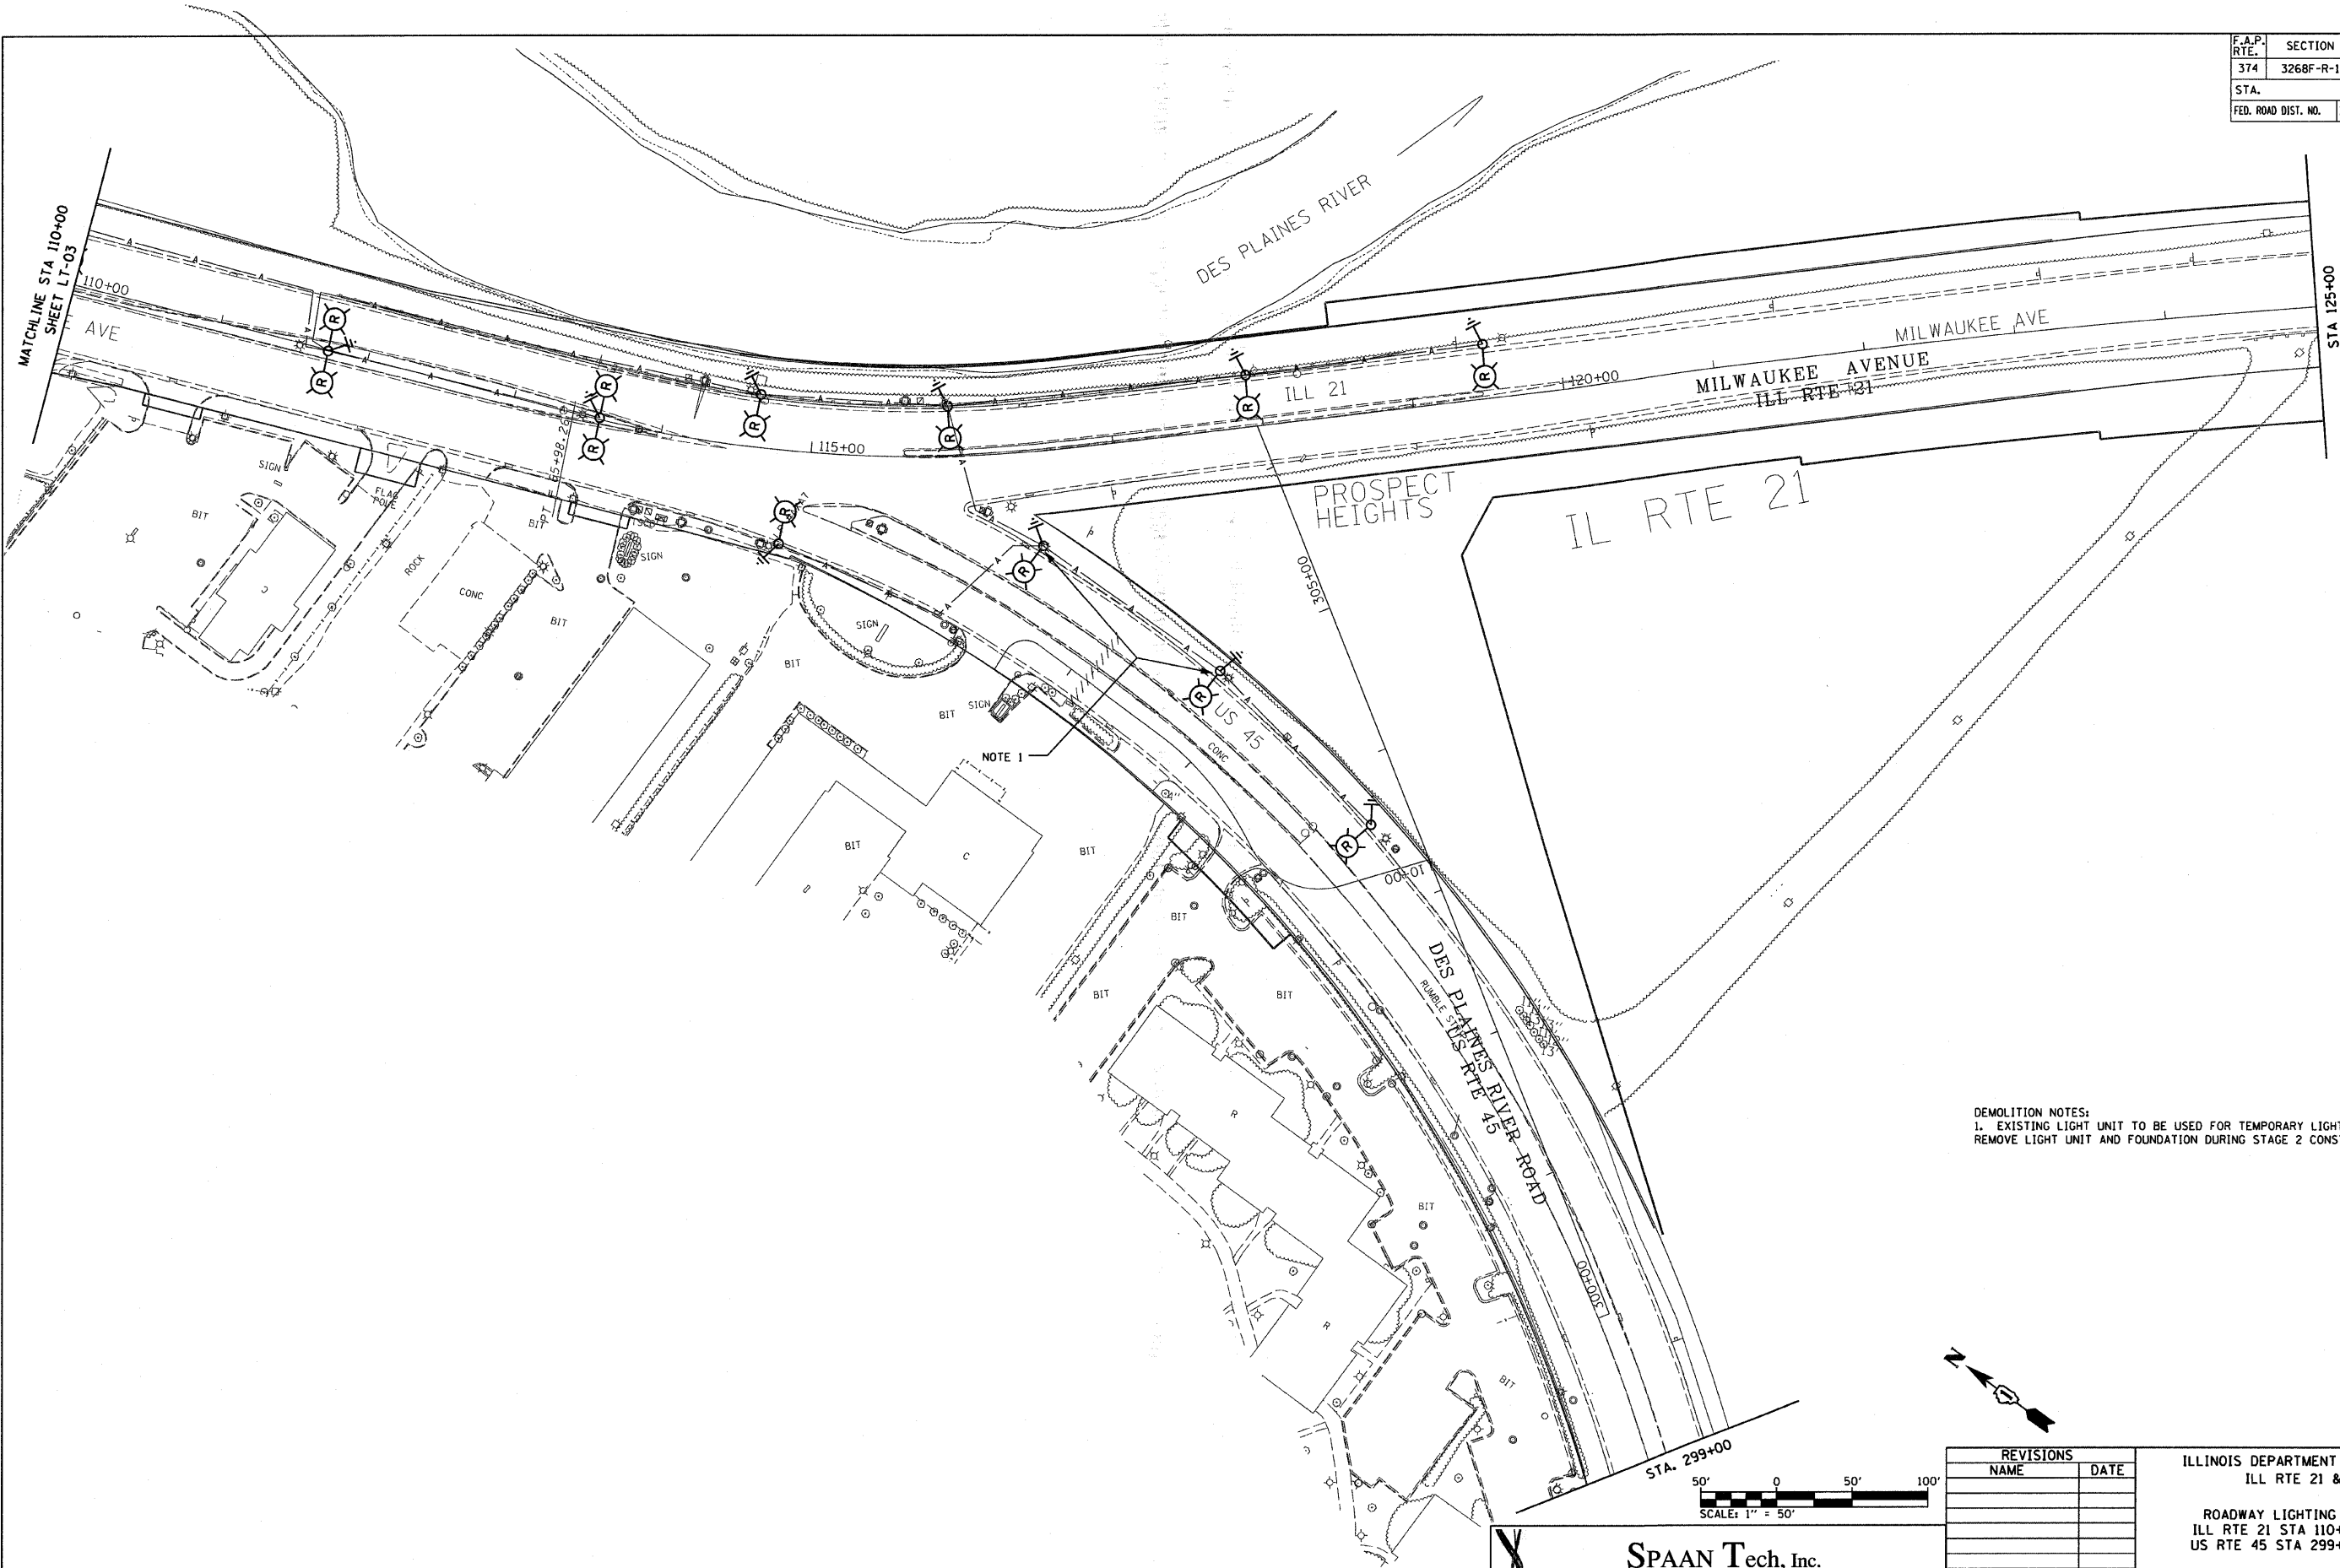 F.A.P. RTE. SECTION
374 3268F-R-1
STA.
FED. ROAD DIST. NO.
MATCHLINE STA 110+00
SHEET LT-03
110+00
AVE
DES PLAINES RIVER
STA 125+00
MILWAUKEE AVE
MILWAUKEE AVENUE
ILL RTE 21
120+00
ILL 21
115+00
PROSPECT
HEIGHTS
IL RTE 21
305+00
SIGN
FLAG
POLE
BIT
ROCK
CONC
BIT
BIT
SIGN
SIGN
BIT
BIT
SIGN
NOTE 1
US 45
CONC
BIT
C
BIT
10+00
BIT
BIT
BIT
DES PLAINES RIVER ROAD
US RTE 45
R
BIT
R
300+00
BIT
STA. 299+00
DEMOLITION NOTES:
1. EXISTING LIGHT UNIT TO BE USED FOR TEMPORARY LIGHT
REMOVE LIGHT UNIT AND FOUNDATION DURING STAGE 2 CONS
N
50' 0 50' 100'
SCALE: 1" = 50'
SPAAN Tech, Inc.
REVISIONS
NAME DATE
ILLINOIS DEPARTMENT
ILL RTE 21 &
ROADWAY LIGHTING
ILL RTE 21 STA 110+
US RTE 45 STA 299+